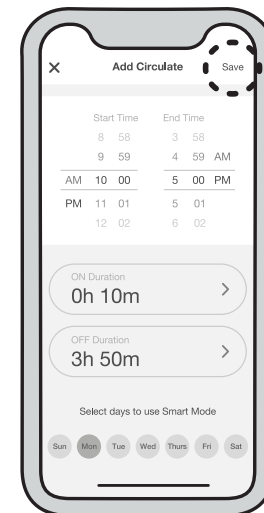 × Add Circulate Save
Start Time End Time
8 58 3 58
9 59 4 59 AM
AM 10 00 5 00 PM
PM 11 01 5 01
12 02 6 02
ON Duration
0h 10m
OFF Duration
3h 50m
Select days to use Smart Mode
Sun Mon Tue Wed Thurs Fri Sat